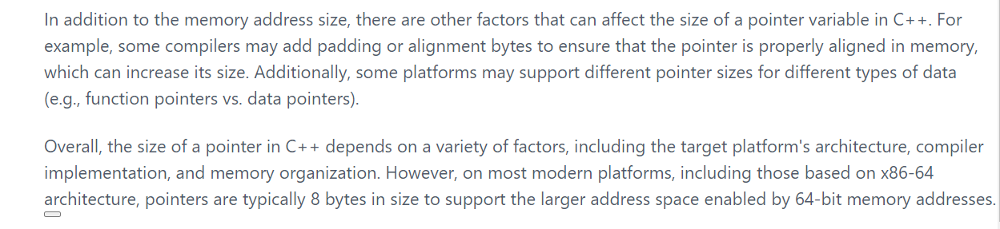 In addition to the memory address size, there are other factors that can affect the size of a pointer variable in C++. For
example, some compilers may add padding or alignment bytes to ensure that the pointer is properly aligned in memory,
which can increase its size. Additionally, some platforms may support different pointer sizes for different types of data
(e.g., function pointers vs. data pointers).
Overall, the size of a pointer in C++ depends on a variety of factors, including the target platform's architecture, compiler
implementation, and memory organization. However, on most modern platforms, including those based on x86-64
architecture, pointers are typically 8 bytes in size to support the larger address space enabled by 64-bit memory addresses.